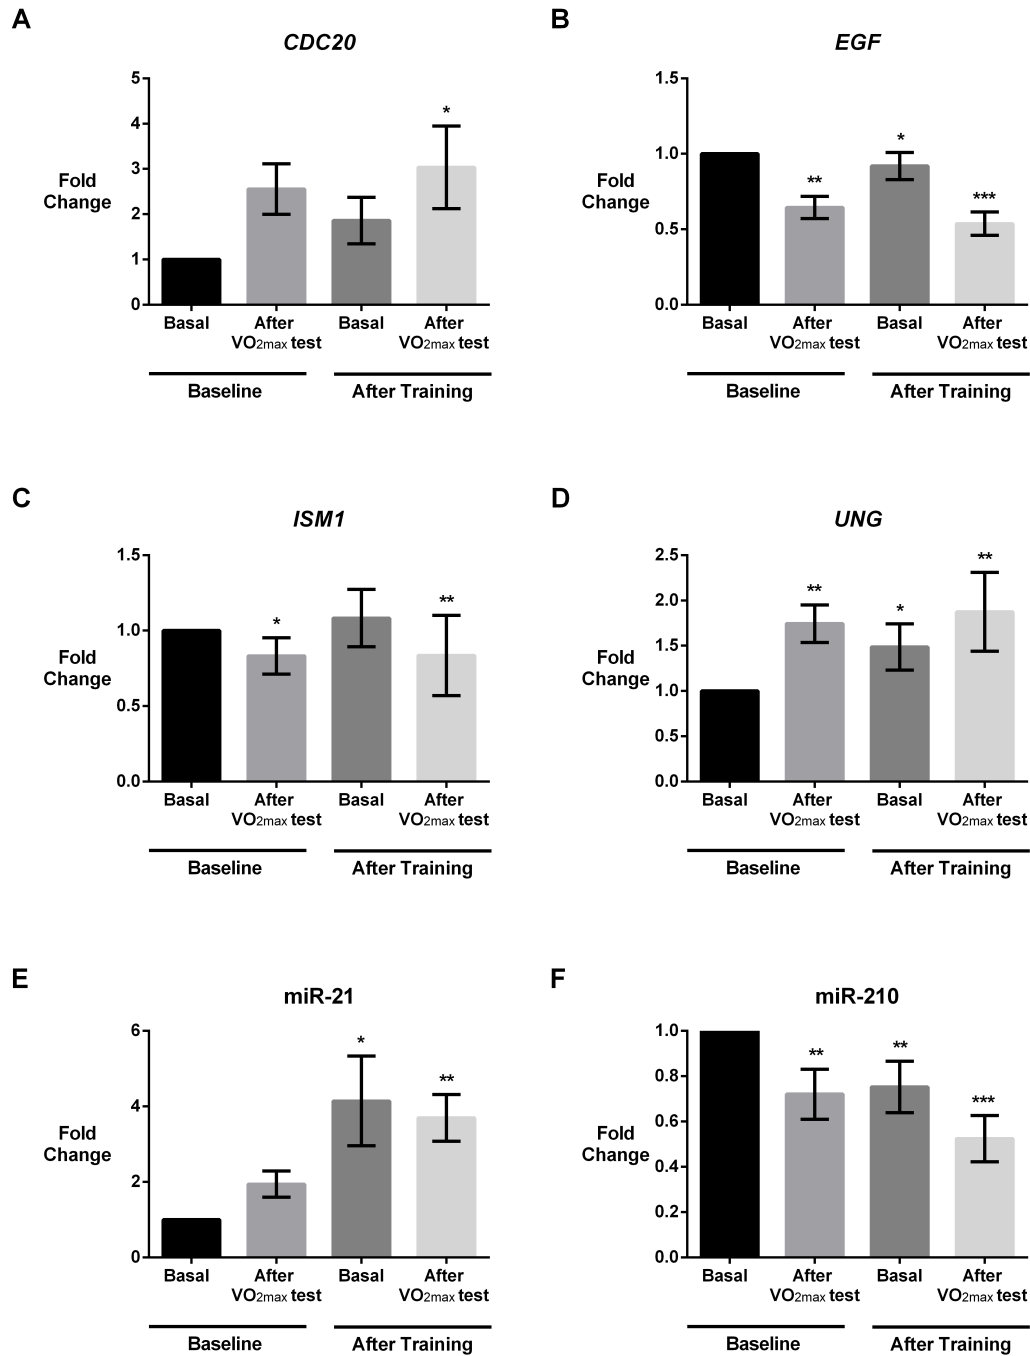 A
CDC20
5
4
3
2
1
0
Fold
Change
*
Basal
After
VO2max test
Basal
After
VO2max test
Baseline
After Training
B
EGF
1.5
1.0
0.5
0.0
Fold
Change
**
*
***
Basal
After
VO2max test
Basal
After
VO2max test
Baseline
After Training
C
ISM1
1.5
1.0
0.5
0.0
Fold
Change
*
**
Basal
After
VO2max test
Basal
After
VO2max test
Baseline
After Training
D
UNG
2.5
2.0
1.5
1.0
0.5
0.0
Fold
Change
**
*
**
Basal
After
VO2max test
Basal
After
VO2max test
Baseline
After Training
E
miR-21
6
4
2
0
Fold
Change
*
**
Basal
After
VO2max test
Basal
After
VO2max test
Baseline
After Training
F
miR-210
1.0
0.8
0.6
0.4
0.2
0.0
Fold
Change
**
**
***
Basal
After
VO2max test
Basal
After
VO2max test
Baseline
After Training